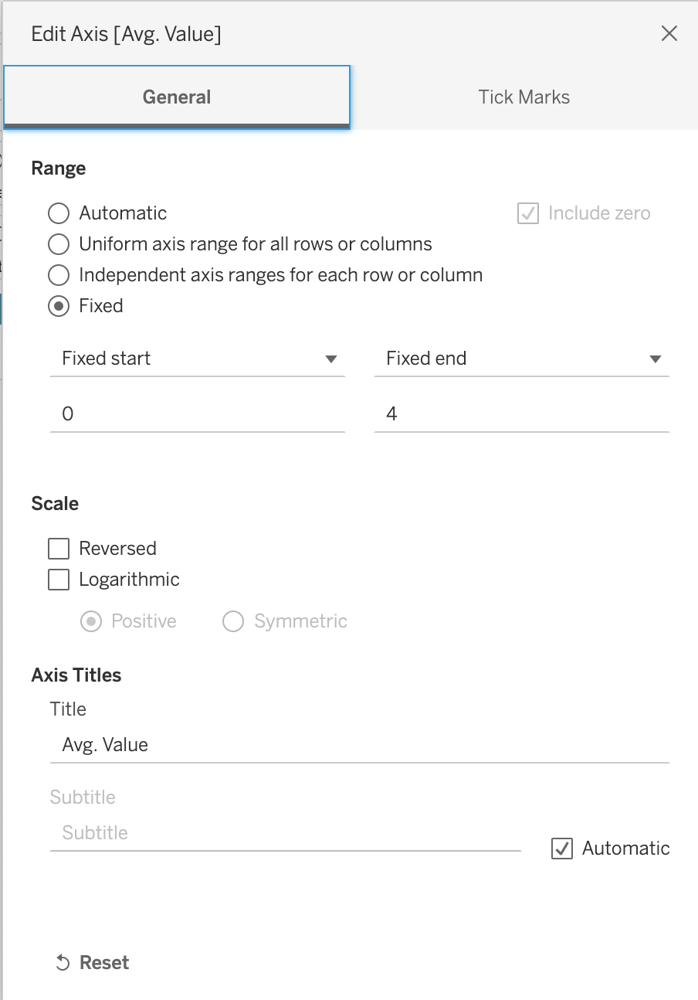 Edit Axis [Avg. Value]
General
Tick Marks
Range
Automatic
Include zero
Uniform axis range for all rows or columns
Independent axis ranges for each row or column
Fixed
Fixed start
Fixed end
0
4
Scale
Reversed
Logarithmic
Positive
Symmetric
Axis Titles
Title
Avg. Value
Subtitle
Subtitle
Automatic
Reset